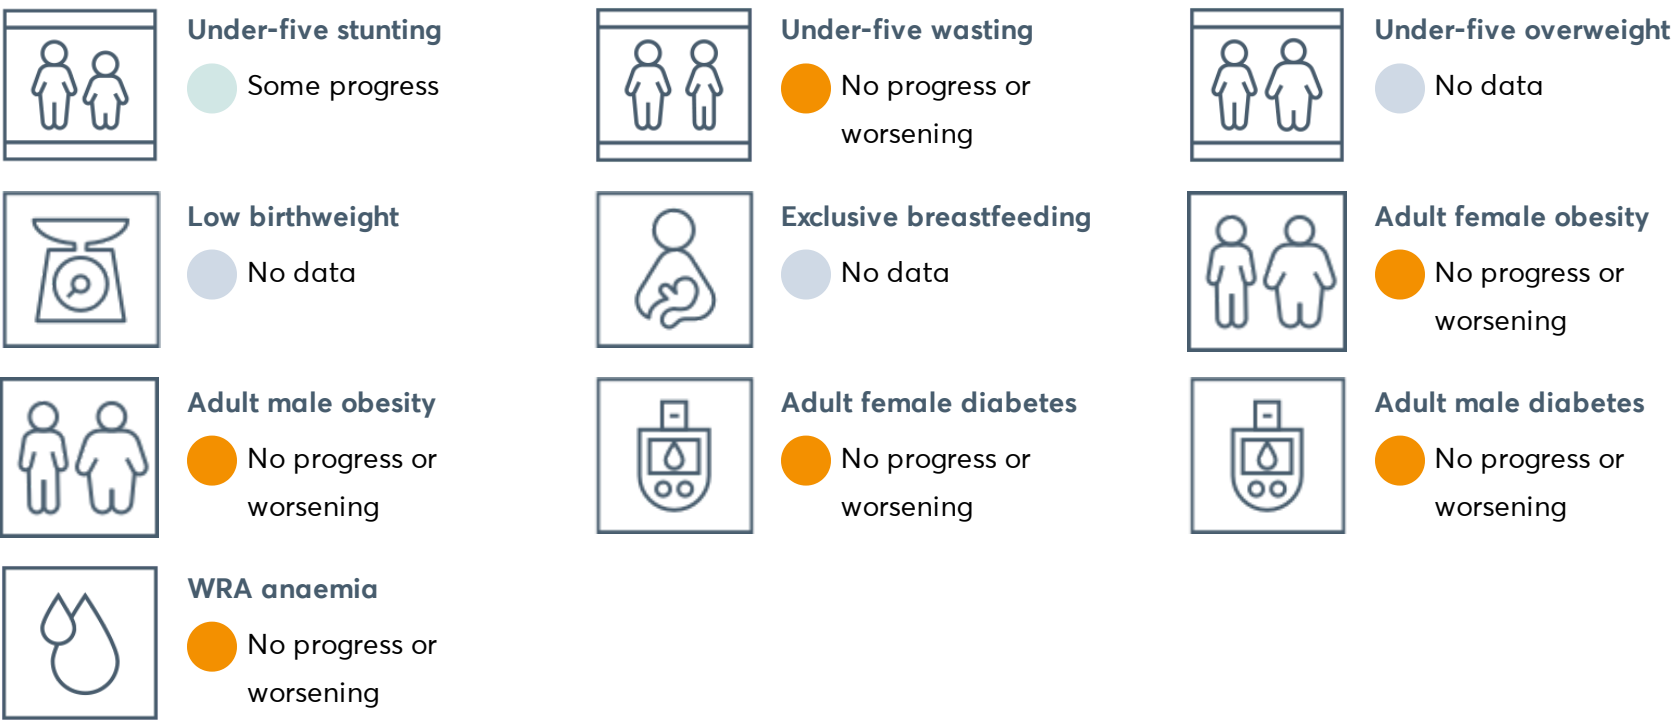 Under-five stunting
Some progress
Under-five wasting
No progress or
worsening
Under-five overweight
No data
Low birthweight
No data
Exclusive breastfeeding
No data
Adult female obesity
No progress or
worsening
Adult male obesity
No progress or
worsening
Adult female diabetes
No progress or
worsening
Adult male diabetes
No progress or
worsening
WRA anaemia
No progress or
worsening